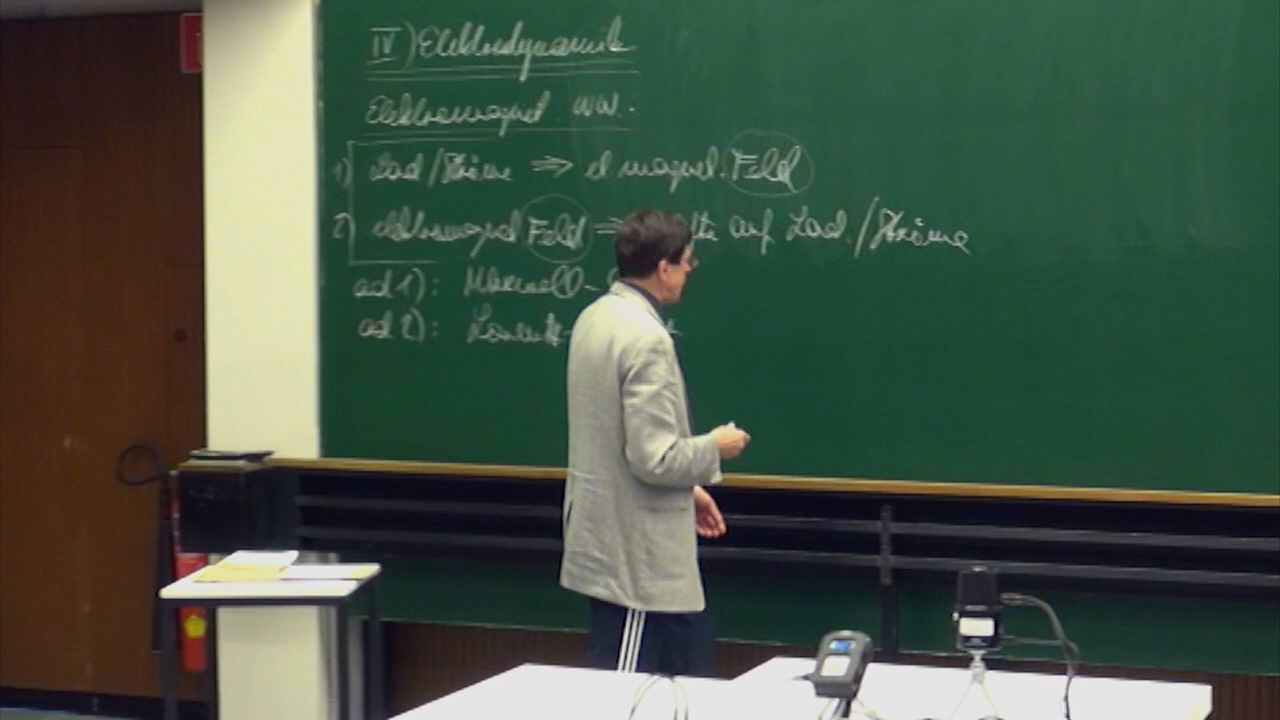 IV) Elektrodynamik
Elektromagnet WW.:
1) Lad/Ströme ⇒ el magnet. Feld
2) elektromagnet Feld ⇒ auf Lad./Ströme
ad 1): Maxwell-
ad 2): Lorentz-